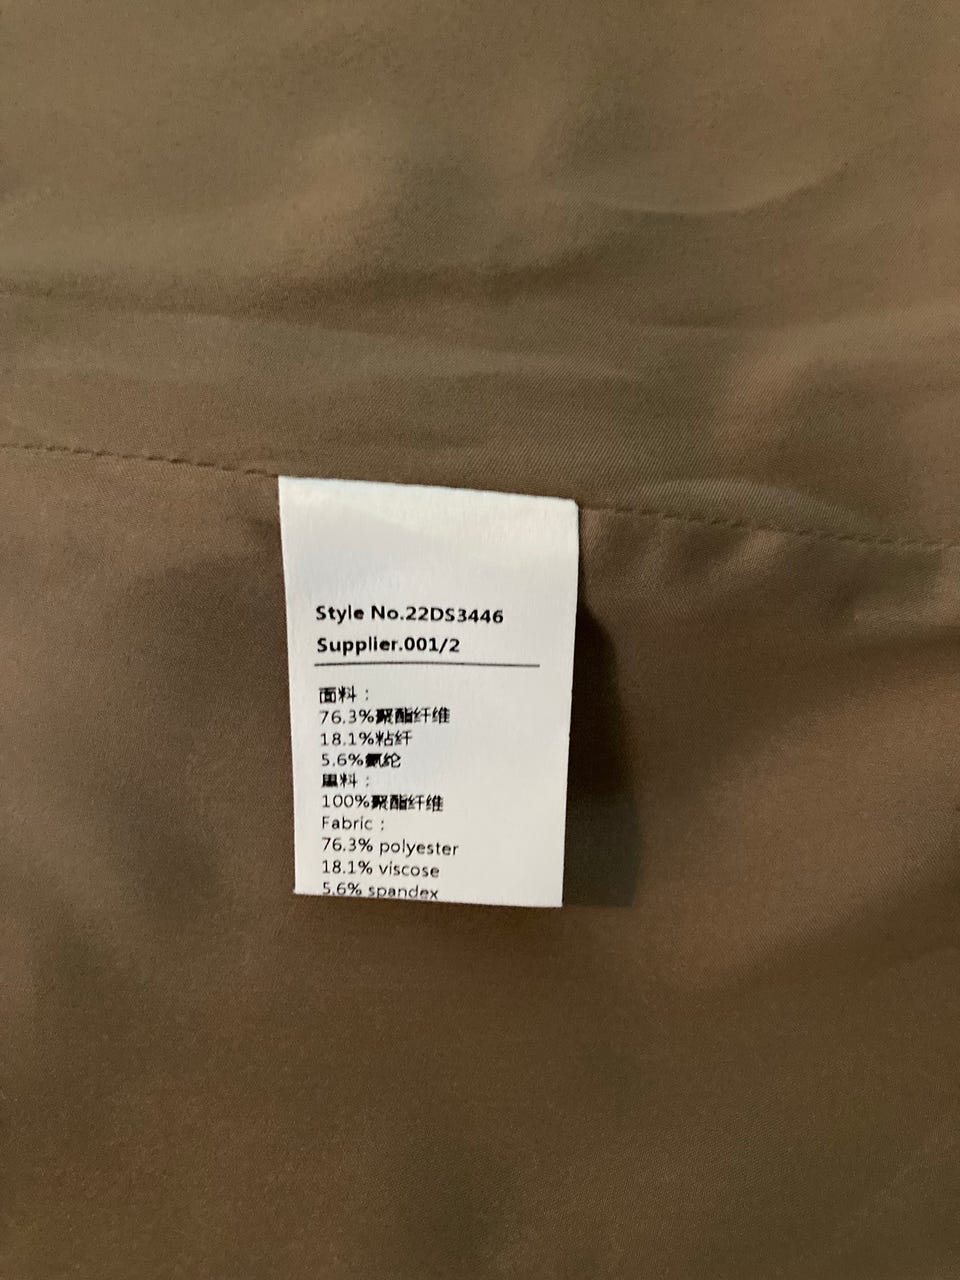 Style No.22DS3446
Supplier.001/2
面料：
76.3%聚酯纤维
18.1%粘纤
5.6%氨纶
里料：
100%聚酯纤维
Fabric：
76.3% polyester
18.1% viscose
5.6% spandex